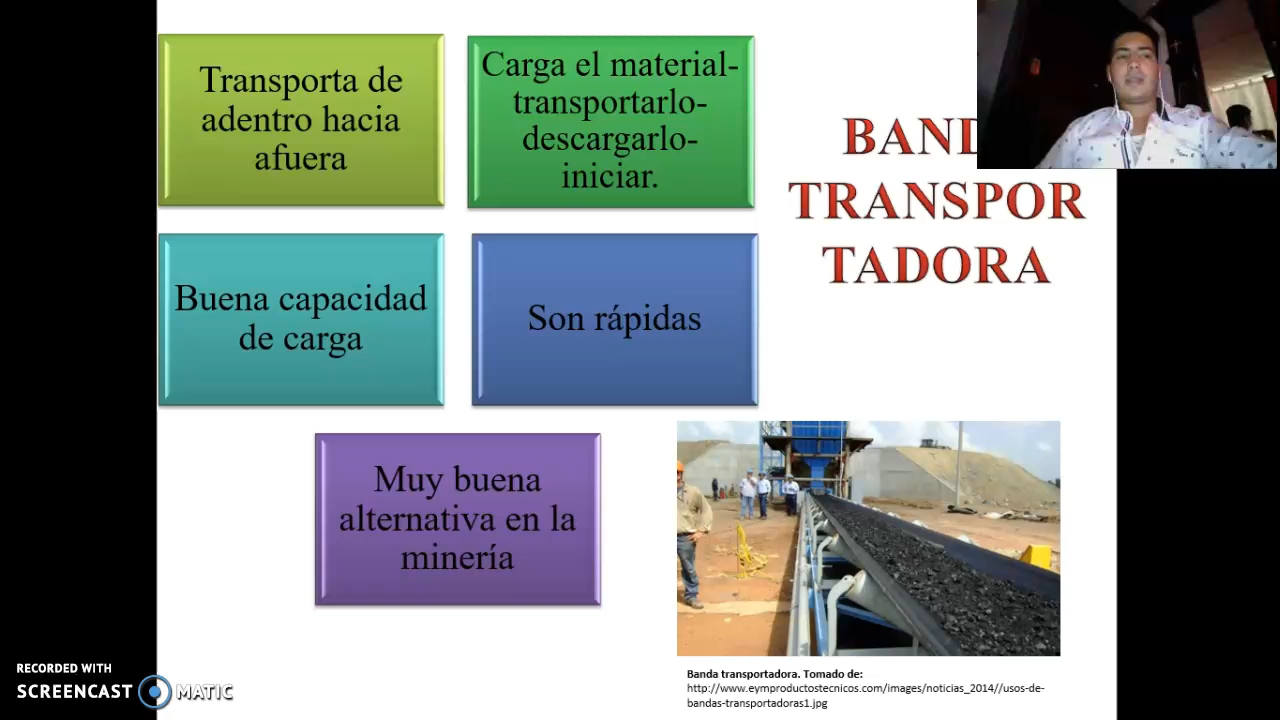 Transporta de
adentro hacia
afuera
Carga el material-
transportarlo-
descargarlo-
iniciar.
BAND
TRANSPOR
TADORA
Buena capacidad
de carga
Son rápidas
Muy buena
alternativa en la
minería
Banda transportadora. Tomado de:
http://www.eymproductostecnicos.com/images/noticias_2014//usos-de-
bandas-transportadoras1.jpg
RECORDED WITH
SCREENCAST MATIC